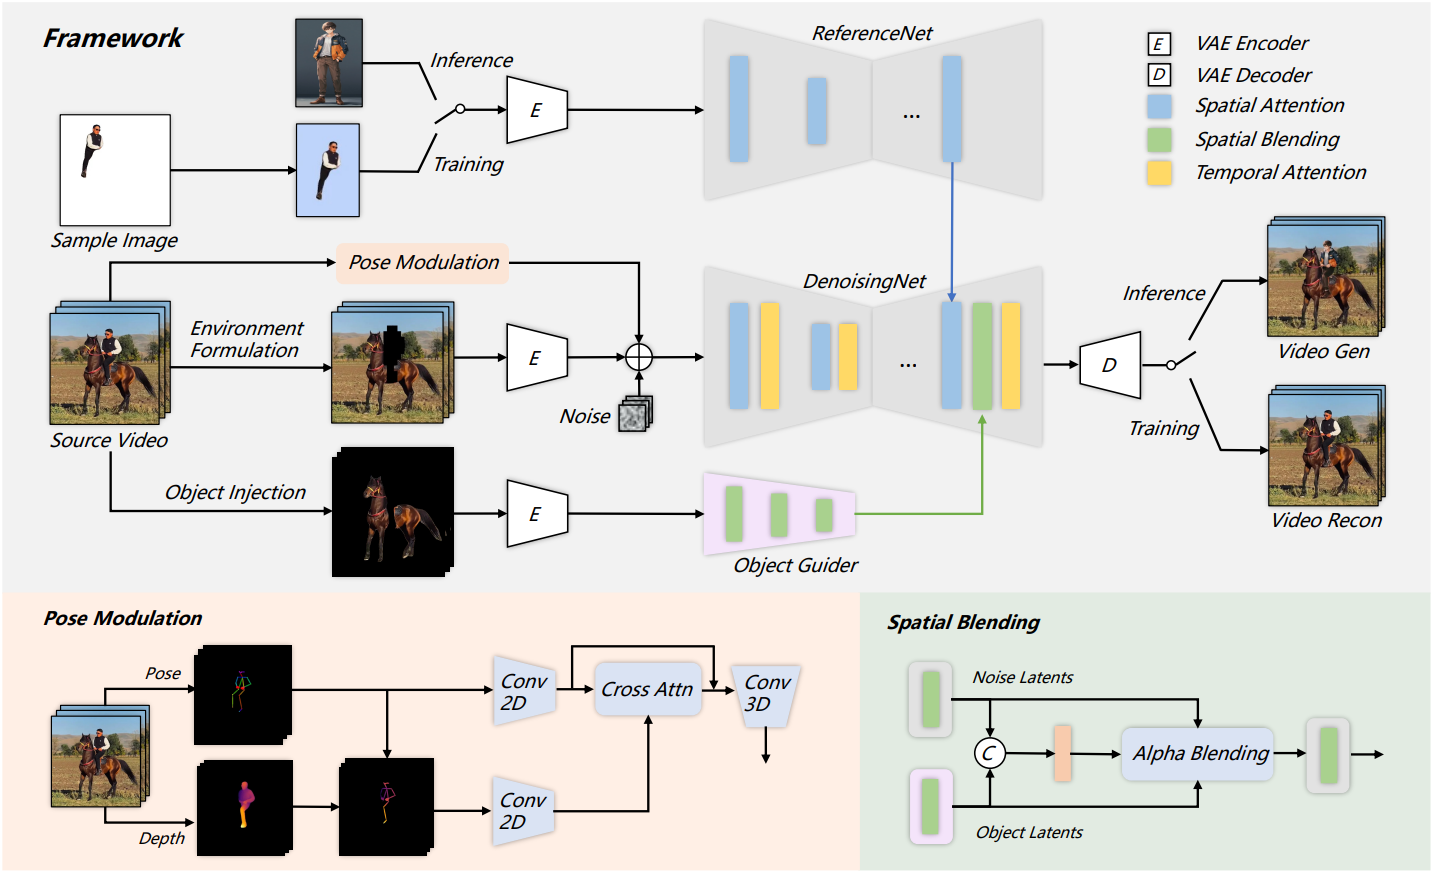 Framework
Inference
E
Training
Sample Image
ReferenceNet
...
E VAE Encoder
D VAE Decoder
Spatial Attention
Spatial Blending
Temporal Attention
Pose Modulation
Environment
Formulation
Source Video
E
Noise
DenoisingNet
...
D
Inference
Video Gen
Training
Video Recon
Object Injection
E
Object Guider
Pose Modulation
Pose
Depth
Conv
2D
Cross Attn
Conv
3D
Conv
2D
Spatial Blending
Noise Latents
C
Alpha Blending
Object Latents